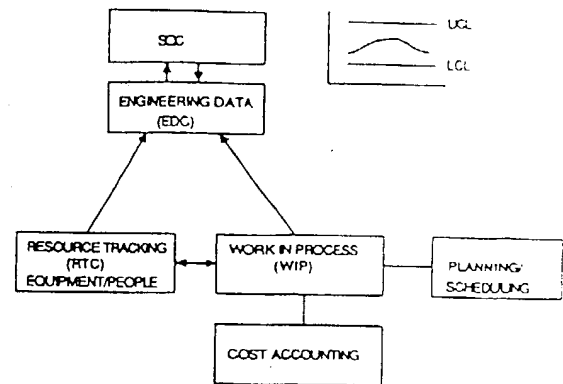 SQC
UCL
LCL
ENGINEERING DATA
(EDC)
RESOURCE TRACKING
(RTC)
EQUIPMENT/PEOPLE
WORK IN PROCESS
(WIP)
PLANNING/
SCHEDULING
COST ACCOUNTING